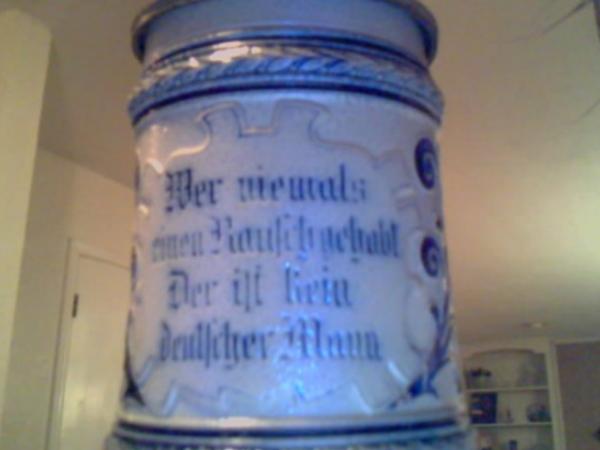 Wer niemals
einen Rausch gehabt
Der ist kein
deutscher Mann